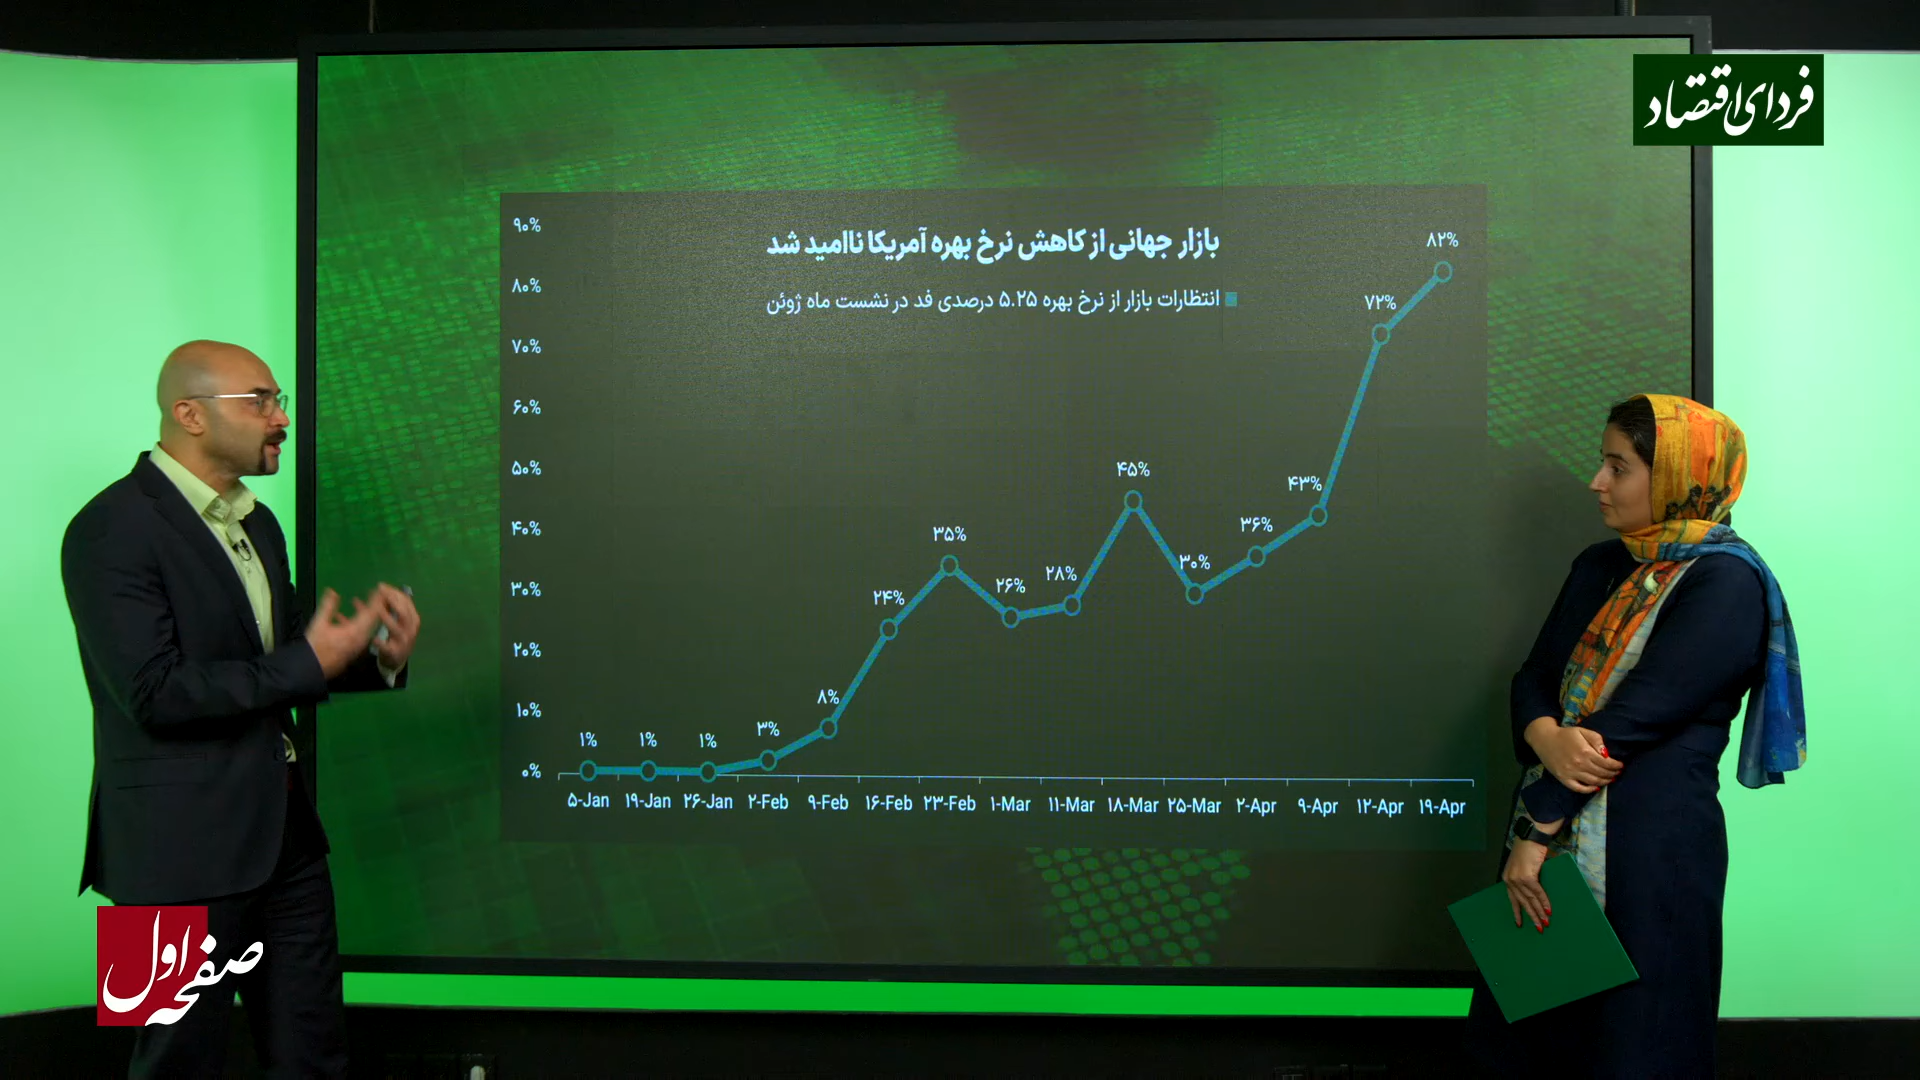 فردای اقتصاد
بازار جهانی از کاهش نرخ بهره آمریکا ناامید شد
انتظارات بازار از نرخ بهره ۵.۲۵ درصدی فد در نشست ماه ژوئن
۹۰%
۸۰%
۷۰%
۶۰%
۵۰%
۴۰%
۳۰%
۲۰%
۱۰%
۰%
۱% ۱% ۱% ۳% ۸% ۲۴% ۳۵% ۲۶% ۲۸% ۴۵% ۳۰% ۳۶% ۴۳% ۷۲% ۸۲%
۵-Jan ۱۹-Jan ۲۶-Jan ۲-Feb ۹-Feb ۱۶-Feb ۲۳-Feb ۱-Mar ۱۱-Mar ۱۸-Mar ۲۵-Mar ۲-Apr ۹-Apr ۱۲-Apr ۱۹-Apr
صفحه اول